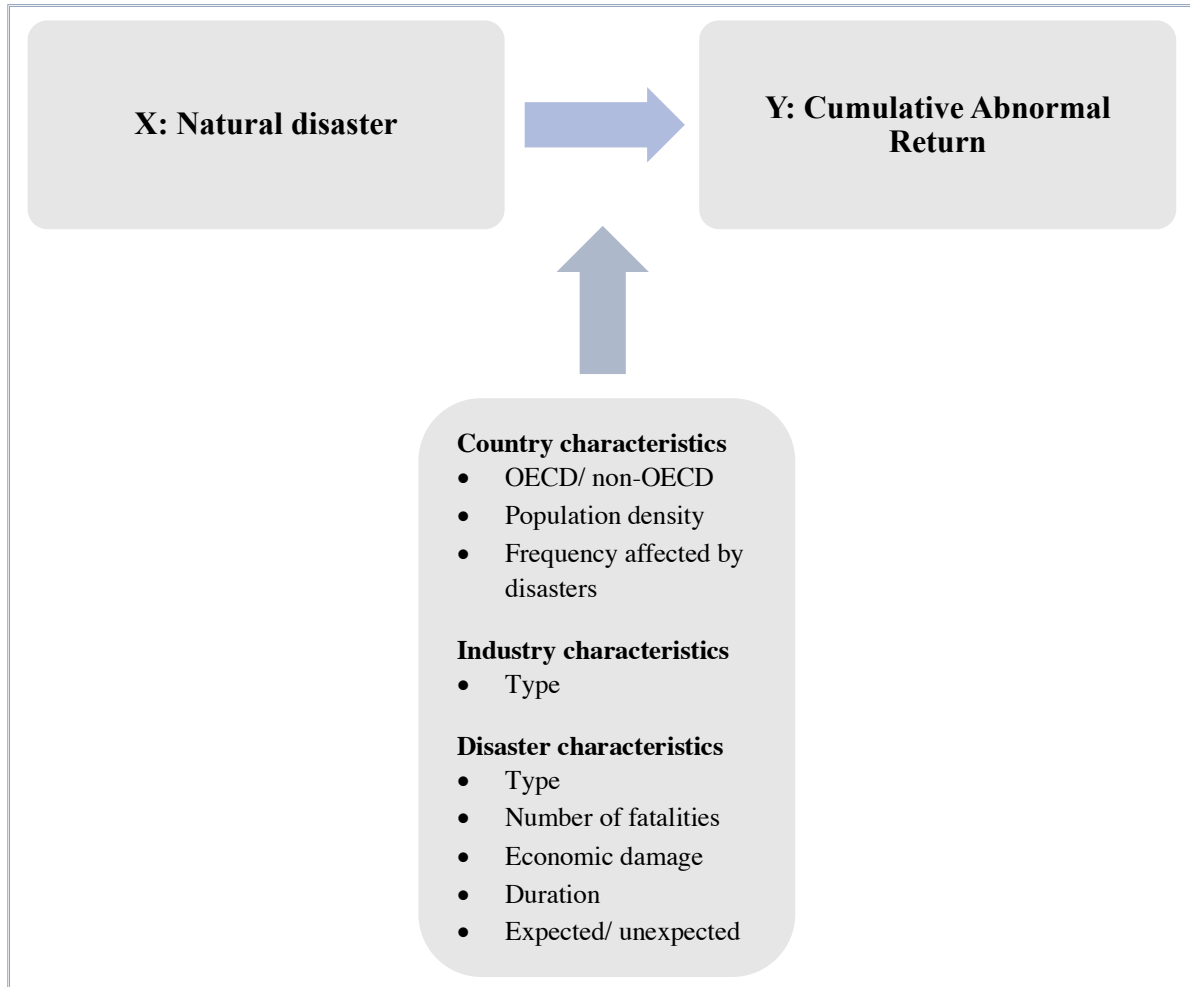 X: Natural disaster
Y: Cumulative Abnormal
Return
Country characteristics
• OECD/ non-OECD
• Population density
• Frequency affected by
disasters
Industry characteristics
• Type
Disaster characteristics
• Type
• Number of fatalities
• Economic damage
• Duration
• Expected/ unexpected